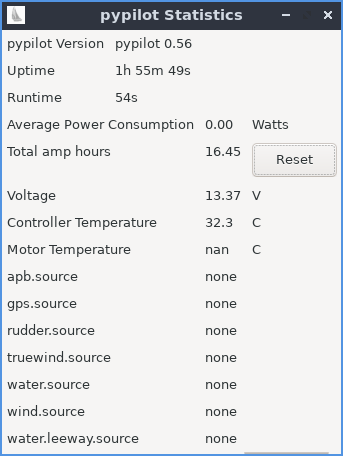 pypilot Statistics
pypilot Version pypilot 0.56
Uptime 1h 55m 49s
Runtime 54s
Average Power Consumption 0.00 Watts
Total amp hours 16.45 Reset
Voltage 13.37 V
Controller Temperature 32.3 C
Motor Temperature nan C
apb.source none
gps.source none
rudder.source none
truewind.source none
water.source none
wind.source none
water.leeway.source none